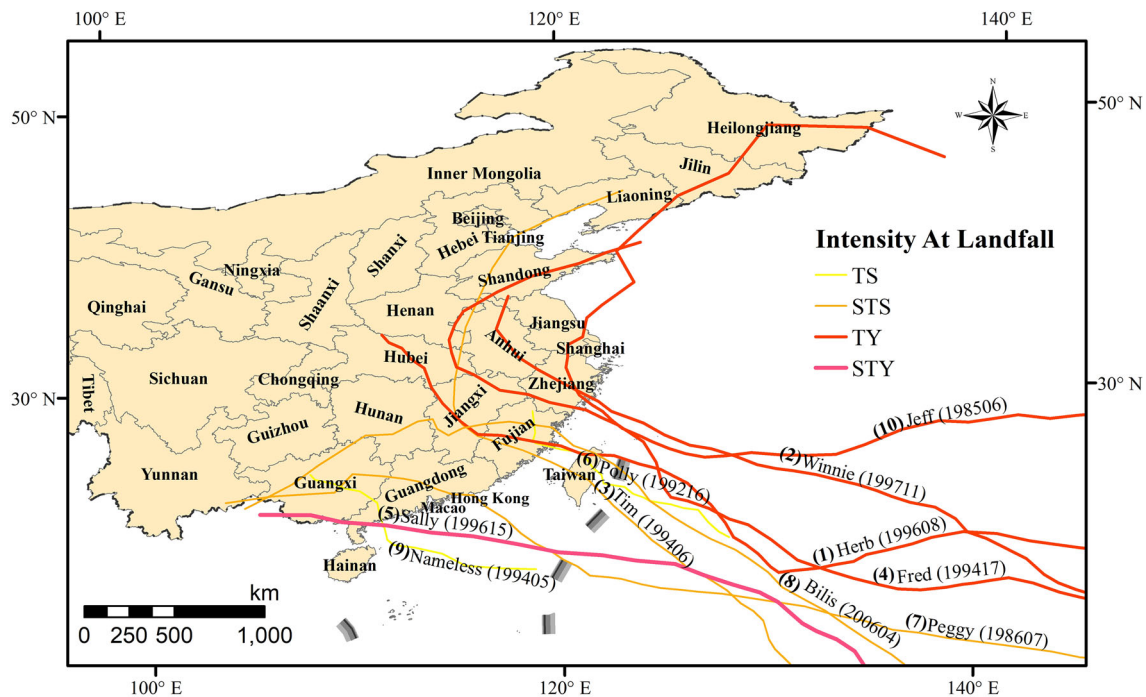 100° E
120° E
140° E
50° N
50° N
30° N
30° N
N
W
E
S
Heilongjiang
Jilin
Inner Mongolia
Liaoning
Beijing
Hebei
Tianjing
Shanxi
Ningxia
Gansu
Shandong
Qinghai
Shaanxi
Henan
Jiangsu
Anhui
Shanghai
Hubei
Tibet
Sichuan
Chongqing
Zhejiang
Hunan
Jiangxi
Guizhou
Fujian
Yunnan
Guangxi
Guangdong
Taiwan
Hong Kong
Macao
Hainan
Intensity At Landfall
TS
STS
TY
STY
(10)Jeff (198506)
(2)Winnie (199711)
(6)Polly (199216)
(3)Tim (199406)
(5)Sally (199615)
(1) Herb (199608)
(9)Nameless (199405)
(4) Fred (199417)
(8) Bilis (200604)
(7)Peggy (198607)
km
0 250 500 1,000
100° E
120° E
140° E